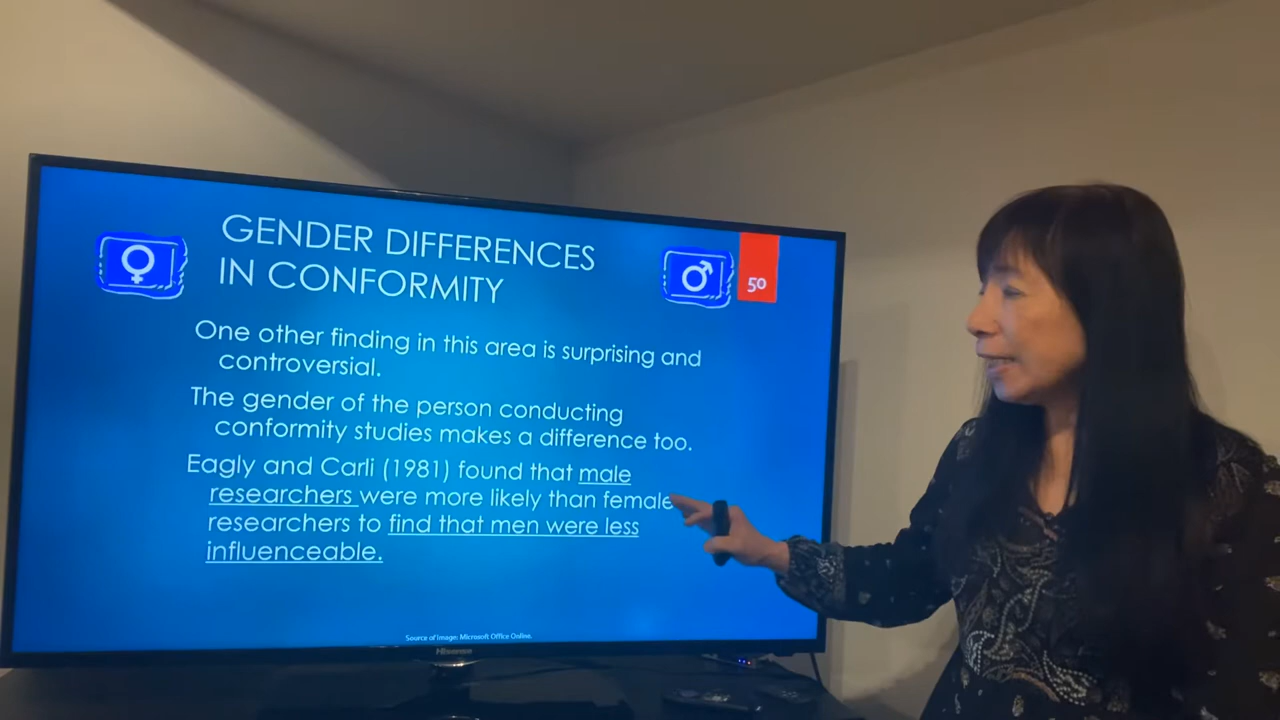 GENDER DIFFERENCES
IN CONFORMITY
50
One other finding in this area is surprising and
controversial.
The gender of the person conducting
conformity studies makes a difference too.
Eagly and Carli (1981) found that male
researchers were more likely than female
researchers to find that men were less
influenceable.
Source of Image: Microsoft Office Online.
Hisense